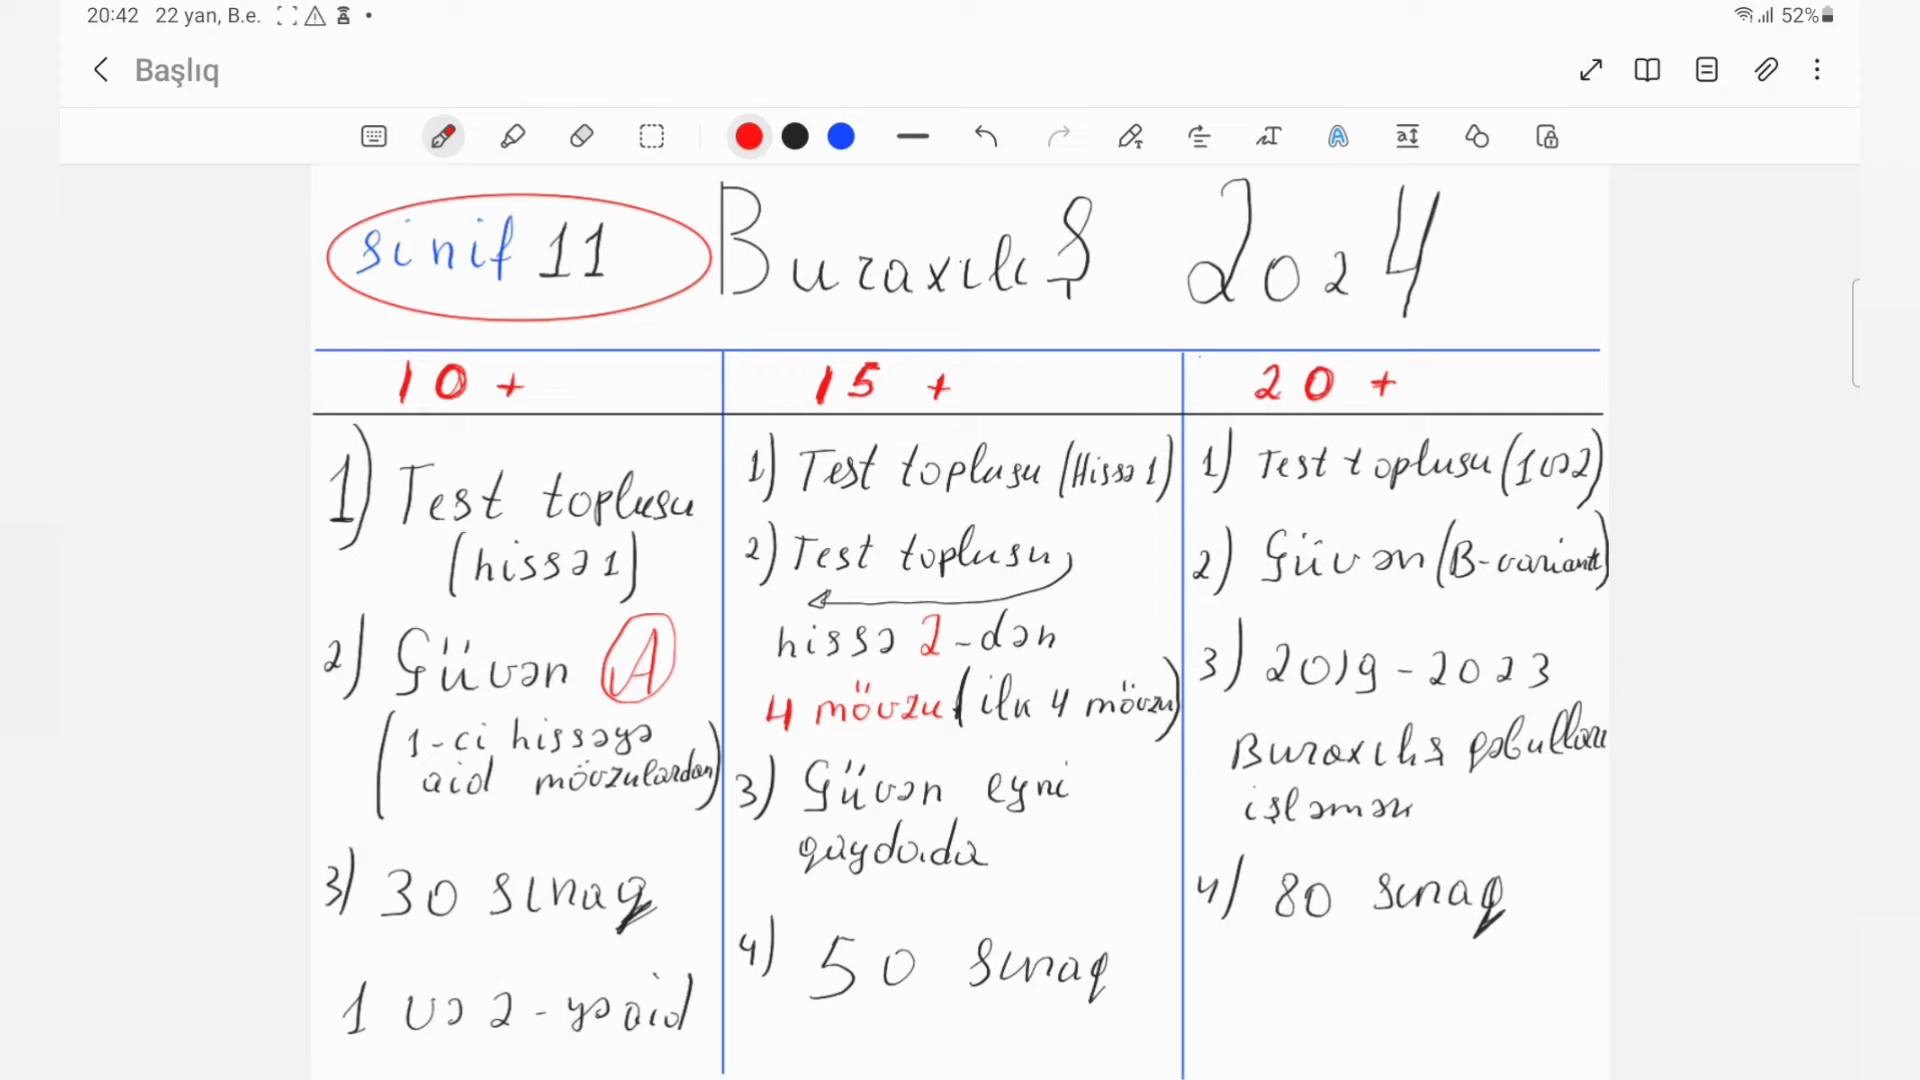 20:42 22 yan, B.e.
52%
Başlıq
sinif 11 Buraxılış 2024
10 +
15 +
20 +
1) Test toplusu
(hissə 1)
2) Güvən A
(1-ci hissəyə
aid mövzulardan)
3) 30 sınaq
1 və 2-yə aid
1) Test toplusu (Hissə 1)
2) Test toplusu
hissə 2-dən
4 mövzu (ilk 4 mövzu)
3) Güvən eyni
qaydada
4) 50 sınaq
1) Test toplusu (1 və 2)
2) Güvən (B-variantı)
3) 2019-2023
Buraxılış qəbulları
işləmək
4) 80 sınaq